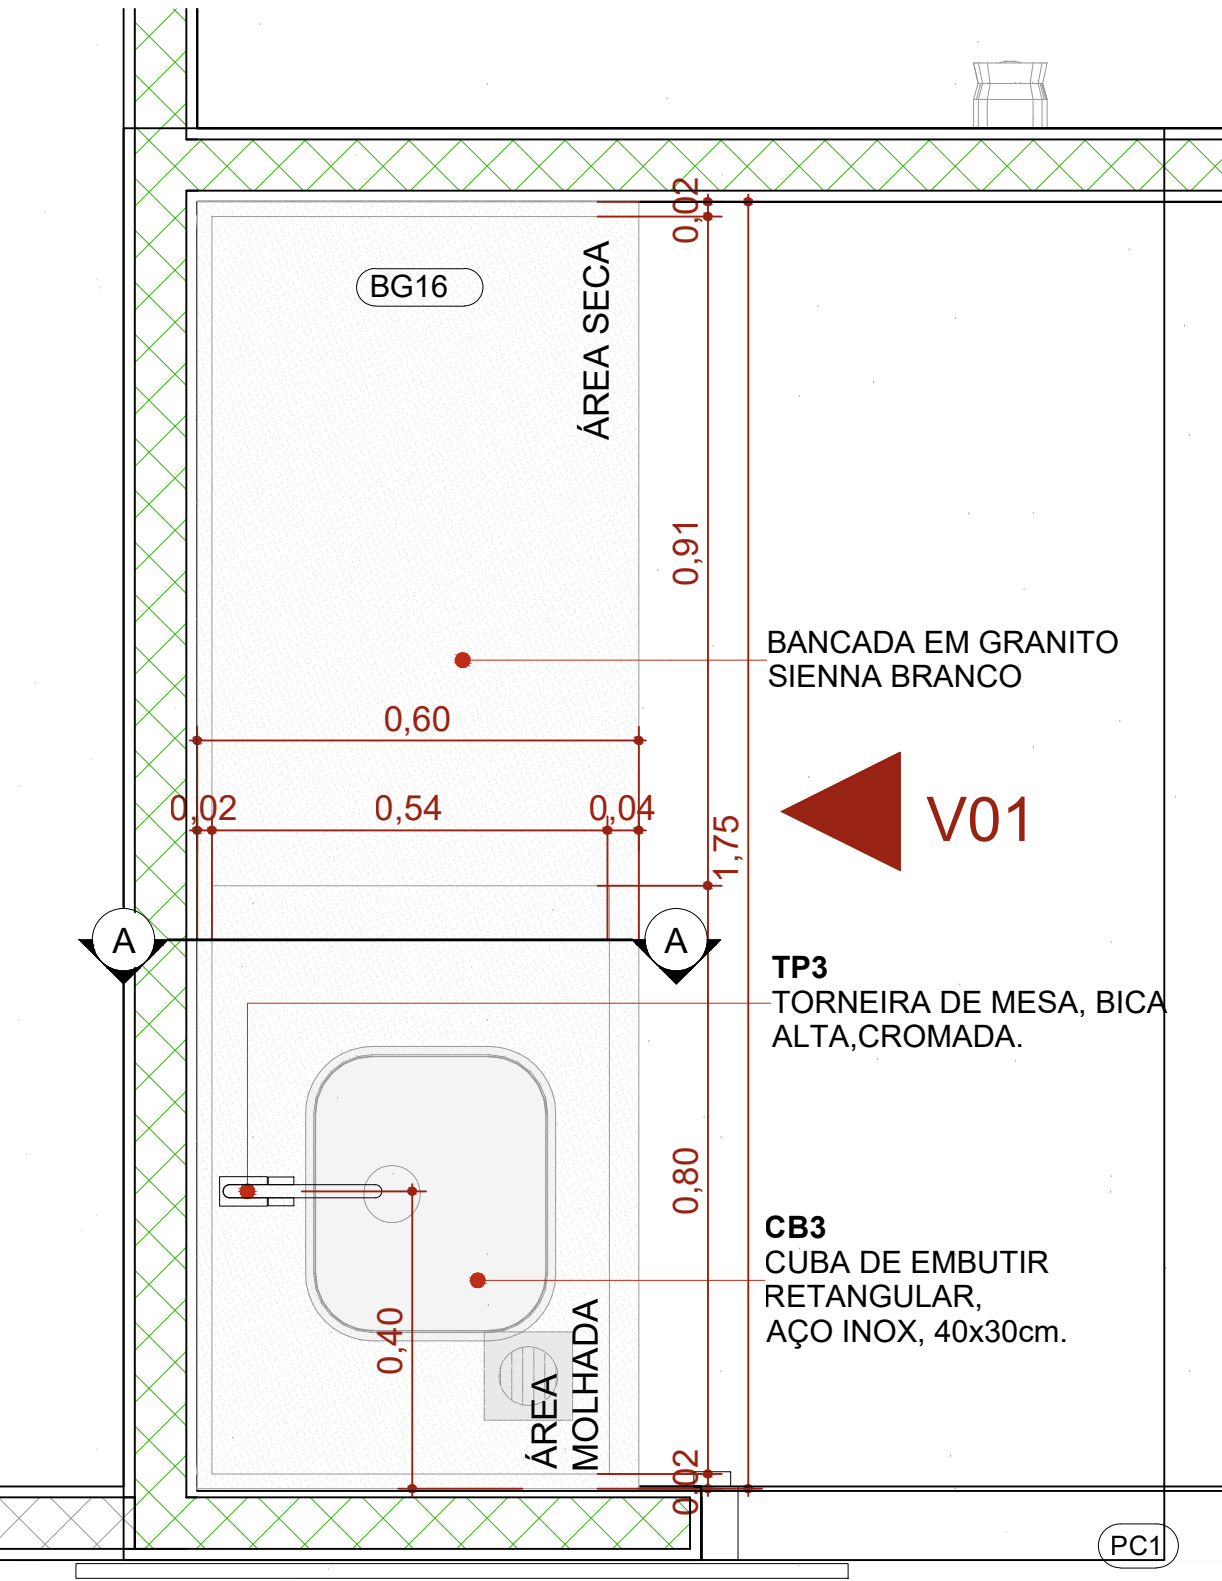 0,02
BG16
ÁREA SECA
0,91
BANCADA EM GRANITO
SIENNA BRANCO
0,60
0,02
0,54
0,04
1,75
V01
A
A
TP3
TORNEIRA DE MESA, BICA
ALTA,CROMADA.
0,80
CB3
CUBA DE EMBUTIR
RETANGULAR,
AÇO INOX, 40x30cm.
0,40
ÁREA
MOLHADA
0,02
PC1